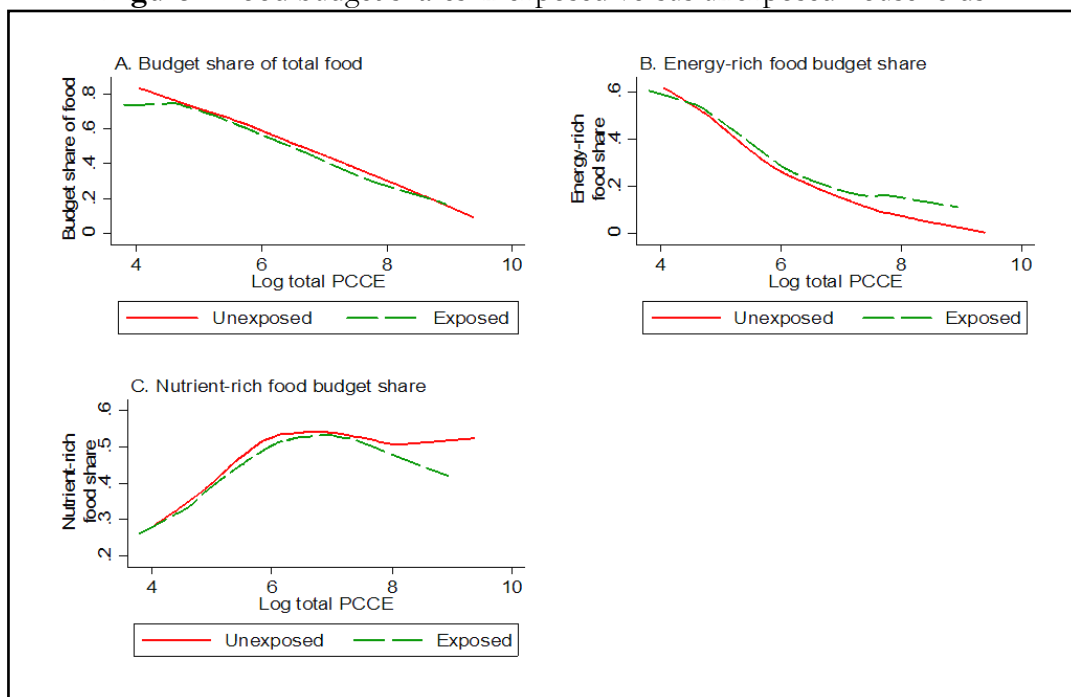 A. Budget share of total food
Budget share of food
0 .2 .4 .6 .8
4 6 8 10
Log total PCCE
Unexposed Exposed
B. Energy-rich food budget share
Energy-rich
food share
0 .2 .4 .6
4 6 8 10
Log total PCCE
Unexposed Exposed
C. Nutrient-rich food budget share
Nutrient-rich
food share
.2 .3 .4 .5 .6
4 6 8 10
Log total PCCE
Unexposed Exposed